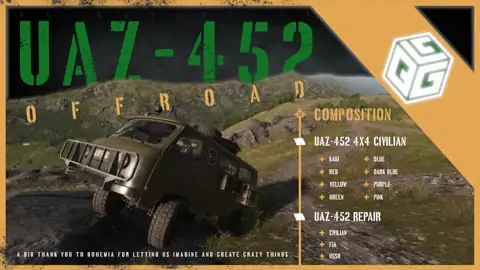 UAZ-452
OFFROAD
COMPOSITION
UAZ-452 4X4 CIVILIAN
KAKI
BLUE
RED
DARK BLUE
YELLOW
PURPLE
GREEN
PINK
UAZ-452 REPAIR
CIVILIAN
FIA
USSR
A BIG THANK YOU TO BOHEMIA FOR LETTING US IMAGINE AND CREATE CRAZY THINGS